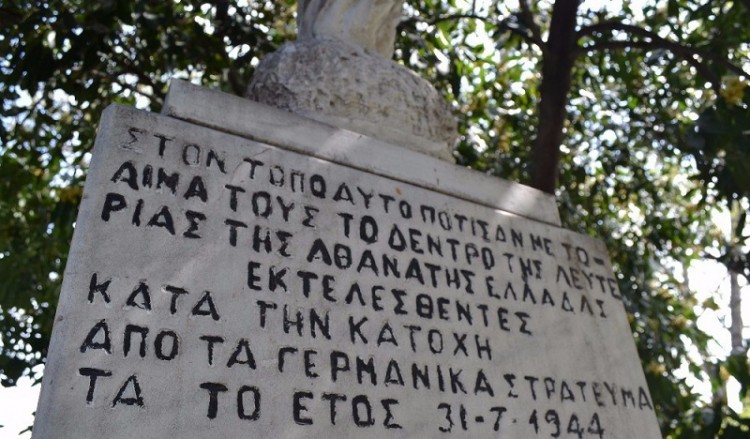 ΣΤΟΝ ΤΟΠΟ ΑΥΤΟ ΠΟΤΙΣΑΝ ΜΕ ΤΟ-
ΑΙΜΑ ΤΟΥΣ ΤΟ ΔΕΝΤΡΟ ΤΗΣ ΛΕΥΤΕ
ΡΙΑΣ ΤΗΣ ΑΘΑΝΑΤΗΣ ΕΛΛΑΔΑΣ
ΕΚΤΕΛΕΣΘΕΝΤΕΣ
ΚΑΤΑ ΤΗΝ ΚΑΤΟΧΗ
ΑΠΟ ΤΑ ΓΕΡΜΑΝΙΚΑ ΣΤΡΑΤΕΥΜΑ
ΤΑ ΤΟ ΕΤΟΣ 31-7-1944